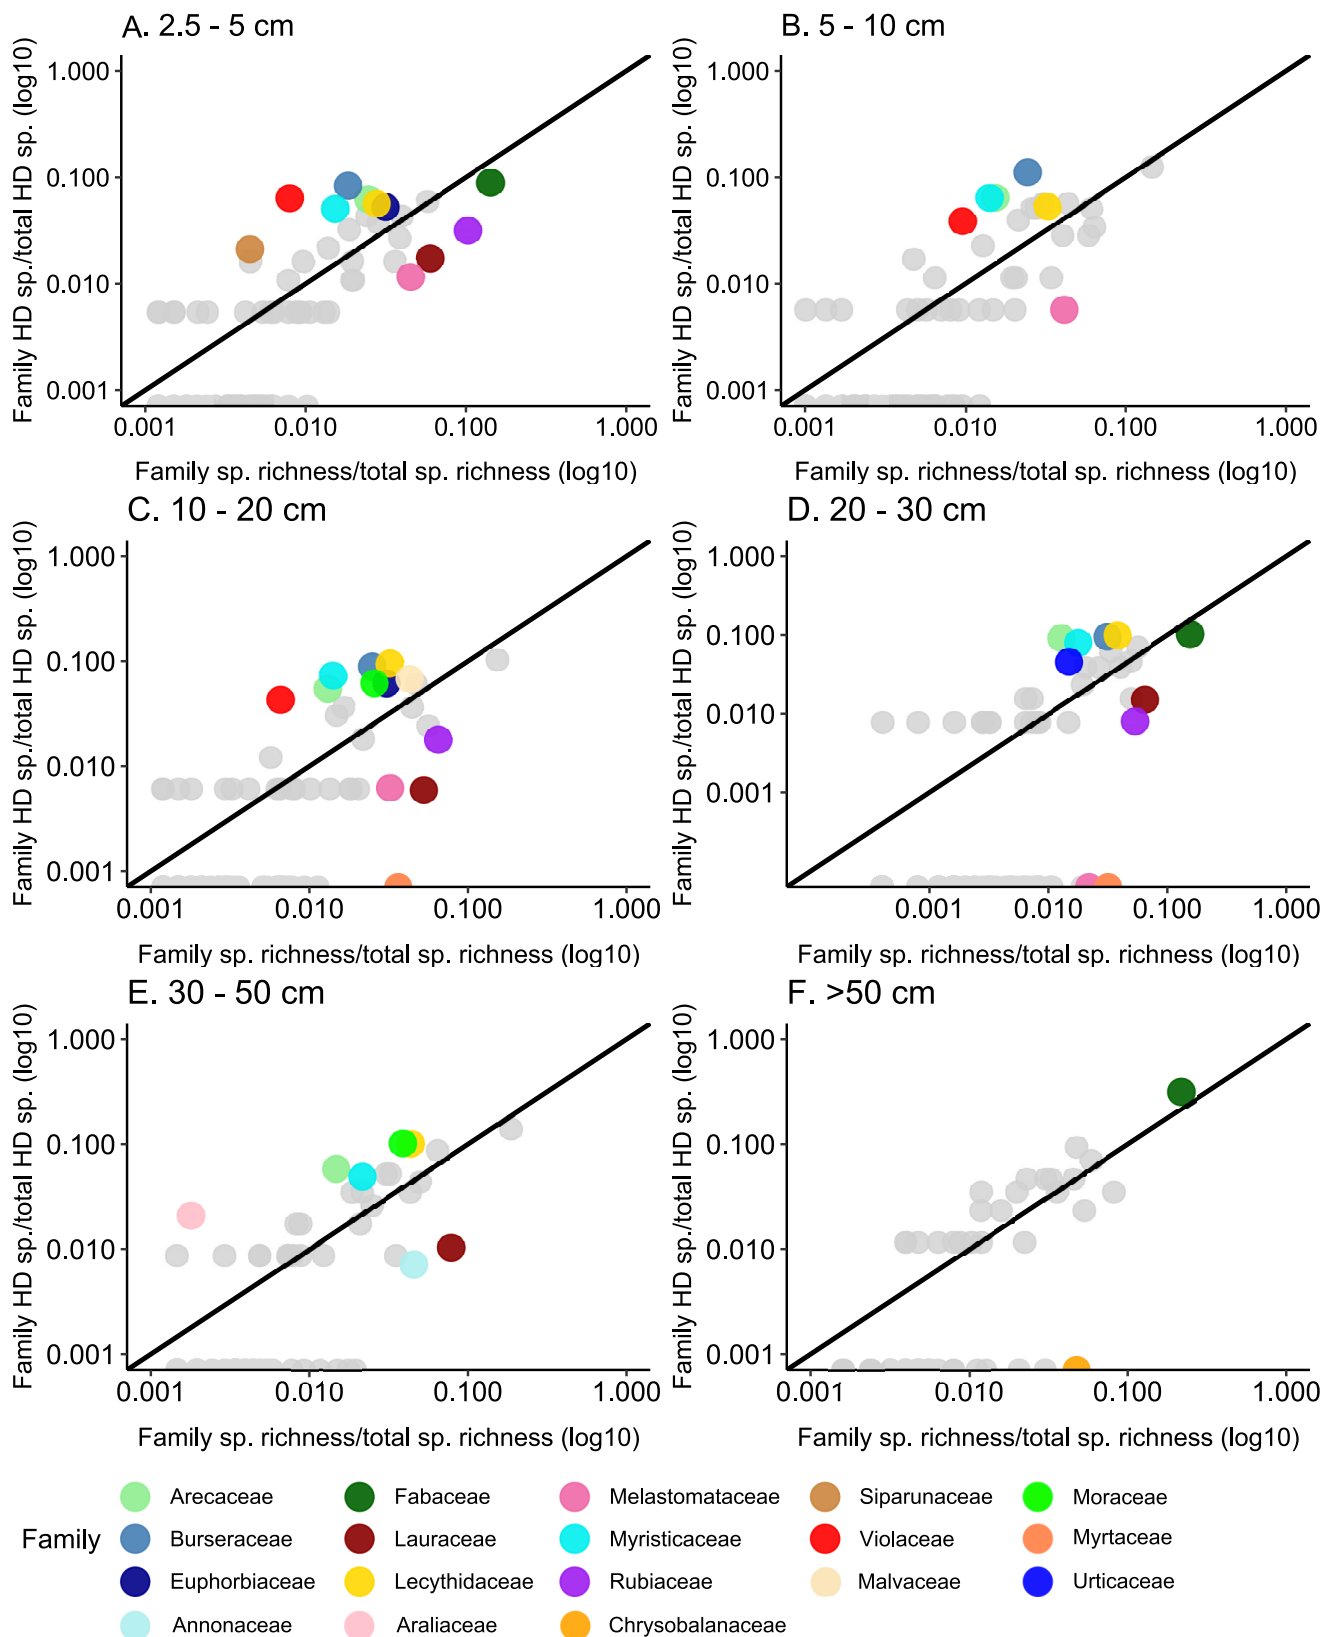 A. 2.5 - 5 cm
Family HD sp./total HD sp. (log10)
1.000
0.100
0.010
0.001
0.001 0.010 0.100 1.000
Family sp. richness/total sp. richness (log10)
B. 5 - 10 cm
Family HD sp./total HD sp. (log10)
1.000
0.100
0.010
0.001
0.001 0.010 0.100 1.000
Family sp. richness/total sp. richness (log10)
C. 10 - 20 cm
Family HD sp./total HD sp. (log10)
1.000
0.100
0.010
0.001
0.001 0.010 0.100 1.000
Family sp. richness/total sp. richness (log10)
D. 20 - 30 cm
Family HD sp./total HD sp. (log10)
1.000
0.100
0.010
0.001
0.001 0.010 0.100 1.000
Family sp. richness/total sp. richness (log10)
E. 30 - 50 cm
Family HD sp./total HD sp. (log10)
1.000
0.100
0.010
0.001
0.001 0.010 0.100 1.000
Family sp. richness/total sp. richness (log10)
F. >50 cm
Family HD sp./total HD sp. (log10)
1.000
0.100
0.010
0.001
0.001 0.010 0.100 1.000
Family sp. richness/total sp. richness (log10)
Family
Arecaceae Fabaceae Melastomataceae Siparunaceae Moraceae
Burseraceae Lauraceae Myristicaceae Violaceae Myrtaceae
Euphorbiaceae Lecythidaceae Rubiaceae Malvaceae Urticaceae
Annonaceae Araliaceae Chrysobalanaceae